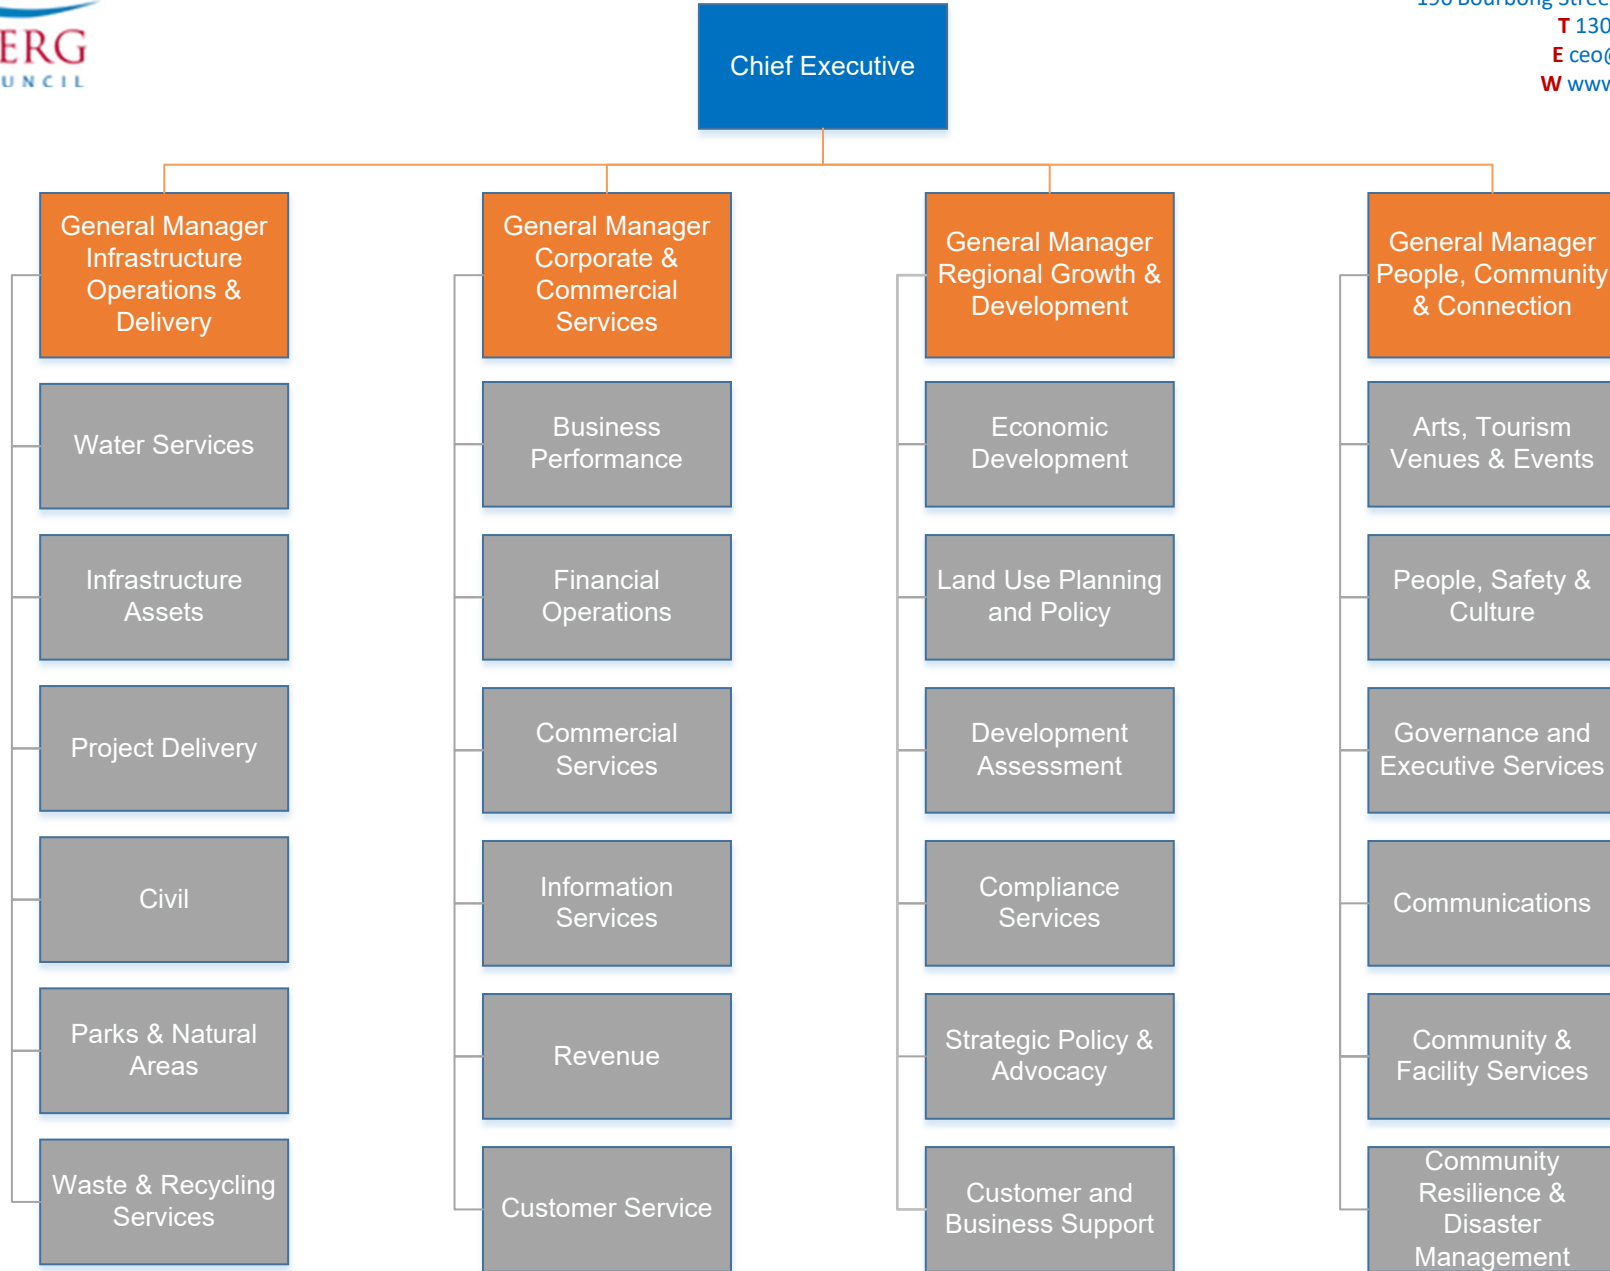 ERG
UNCIL
190 Bourbong Stree
T 130
E ceo@
W www
Chief Executive
General Manager
Infrastructure
Operations &
Delivery
Water Services
Infrastructure
Assets
Project Delivery
Civil
Parks & Natural
Areas
Waste & Recycling
Services
General Manager
Corporate &
Commercial
Services
Business
Performance
Financial
Operations
Commercial
Services
Information
Services
Revenue
Customer Service
General Manager
Regional Growth &
Development
Economic
Development
Land Use Planning
and Policy
Development
Assessment
Compliance
Services
Strategic Policy &
Advocacy
Customer and
Business Support
General Manager
People, Community
& Connection
Arts, Tourism
Venues & Events
People, Safety &
Culture
Governance and
Executive Services
Communications
Community &
Facility Services
Community
Resilience &
Disaster
Management